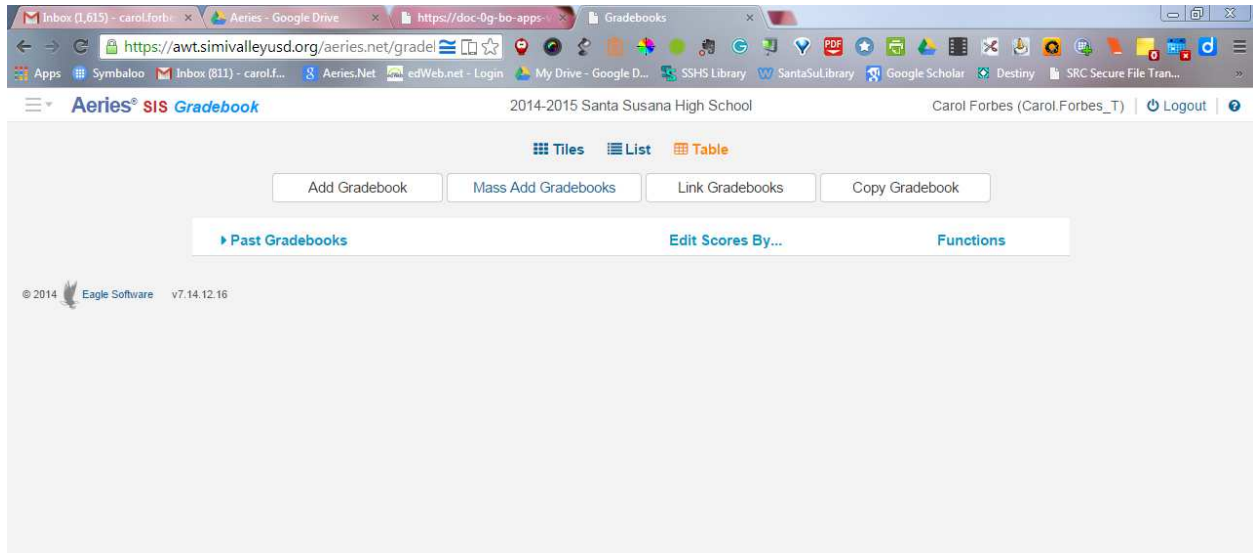 Inbox (1,615) - carol.forbe
Aeries - Google Drive
https://doc-0g-bo-apps-v
Gradebooks
https://awt.simivalleyusd.org/aeries.net/gradel
PDF
Apps Symbaloo Inbox (811) - carol.f... Aeries.Net edWeb.net - Login My Drive - Google D... SSHS Library SantaSuLibrary Google Scholar Destiny SRC Secure File Tran... »
Aeries® SIS Gradebook 2014-2015 Santa Susana High School Carol Forbes (Carol.Forbes_T) Logout
Tiles List Table
Add Gradebook Mass Add Gradebooks Link Gradebooks Copy Gradebook
Past Gradebooks Edit Scores By... Functions
© 2014 Eagle Software v7.14.12.16